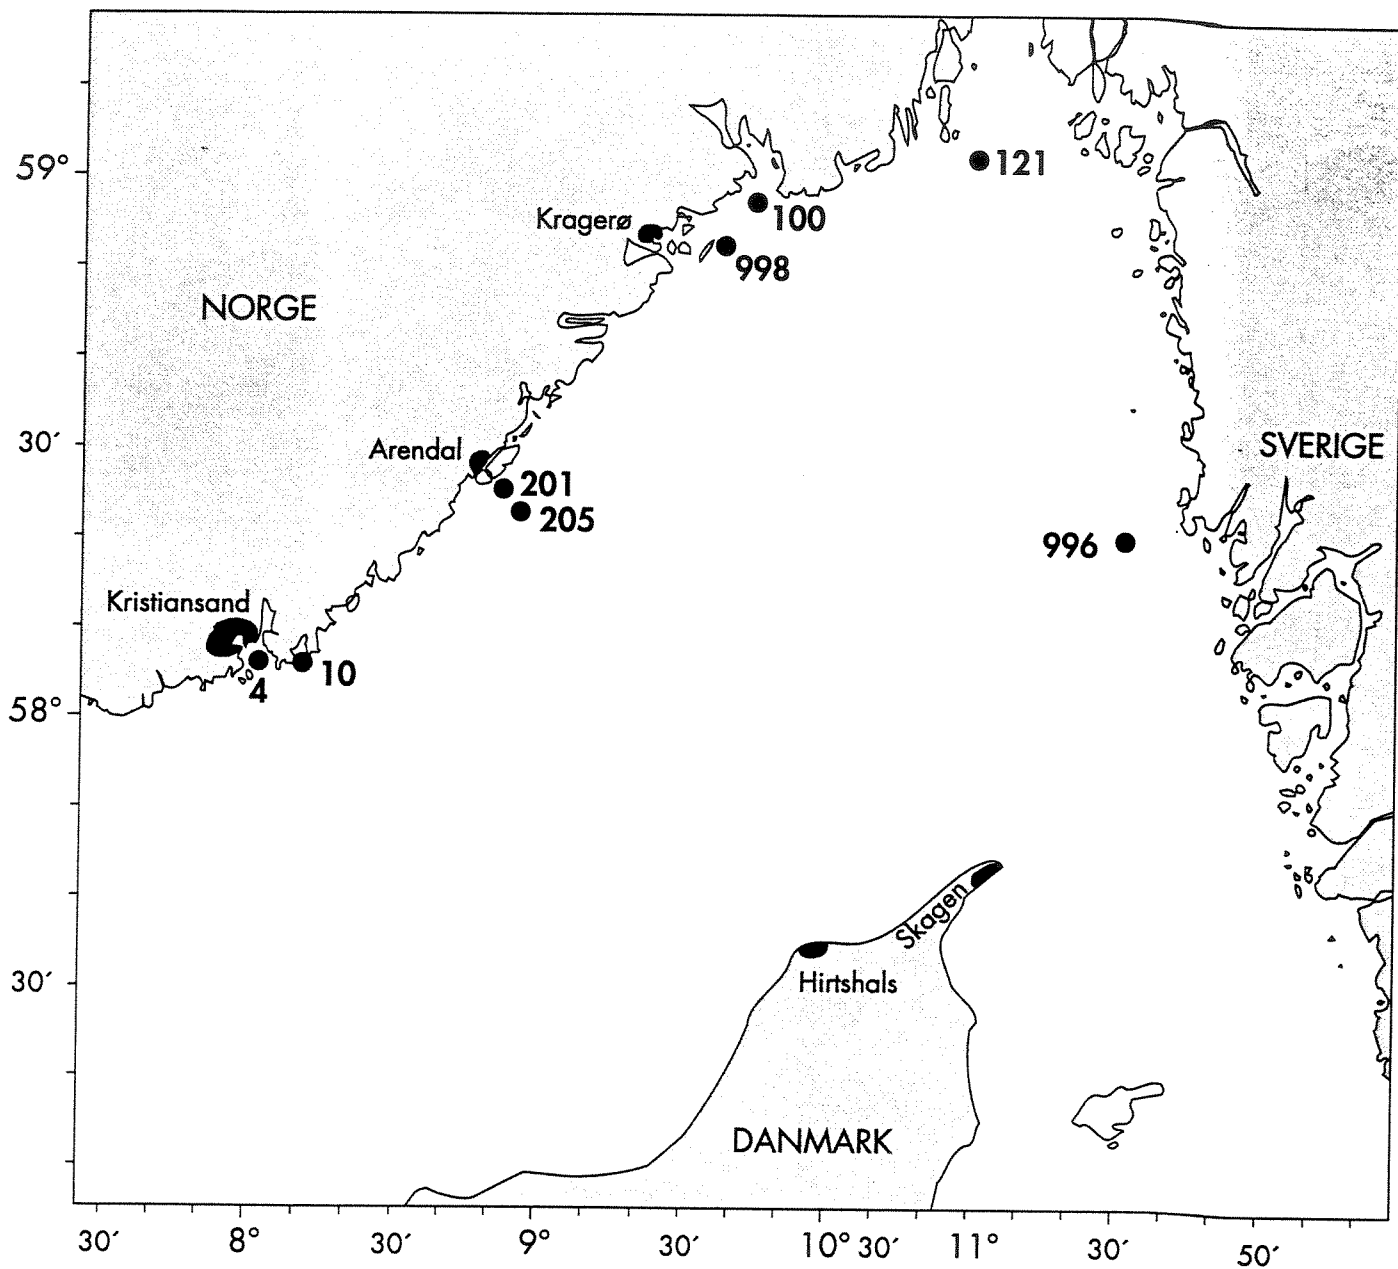 59°
121
100
Kragerø
998
NORGE
30′
Arendal
SVERIGE
201
205
996
Kristiansand
10
4
58°
Skagen
30′
Hirtshals
DANMARK
30′ 8° 30′ 9° 30′ 10° 30′ 11° 30′ 50′